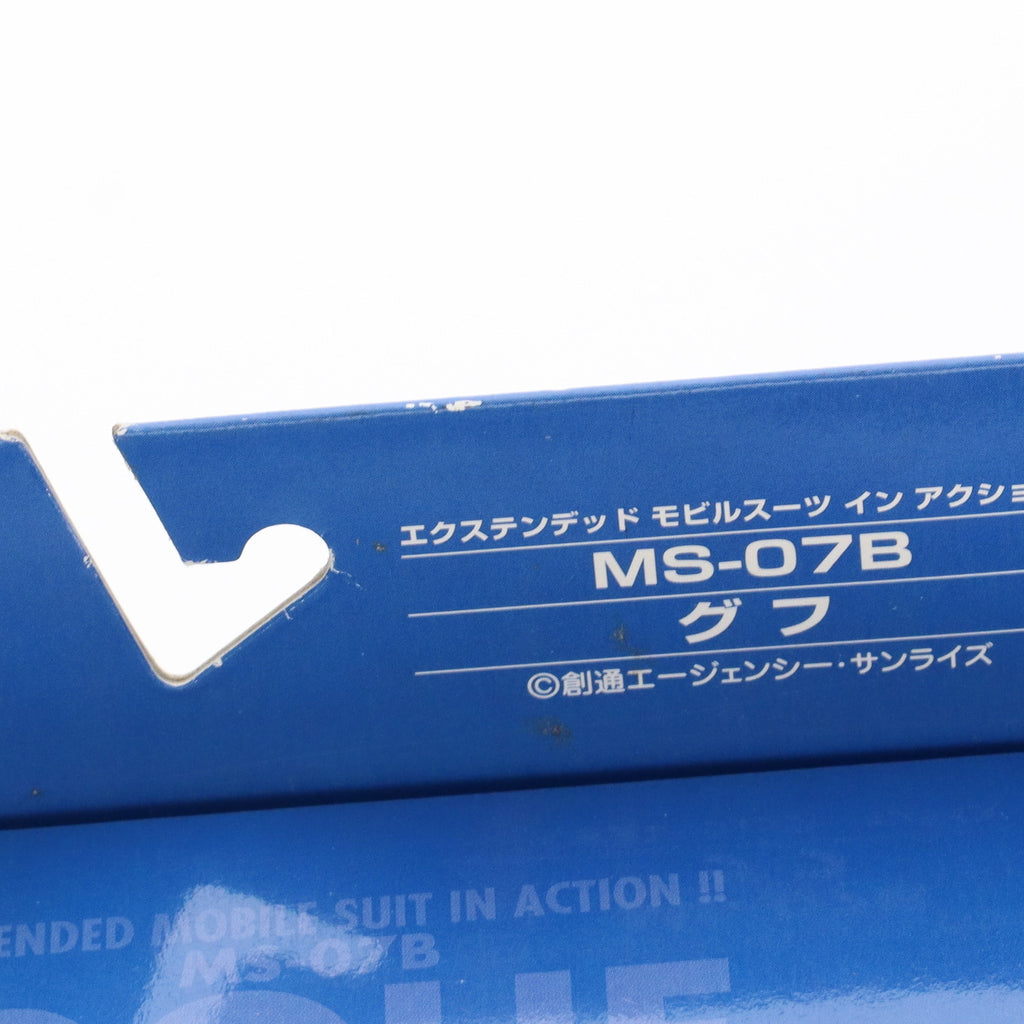 エクステンデッド モビルスーツ イン アクショ
MS-07B
グフ
©創通エージェンシー・サンライズ
ENDED MOBILE SUIT IN ACTION !!
MS-07B